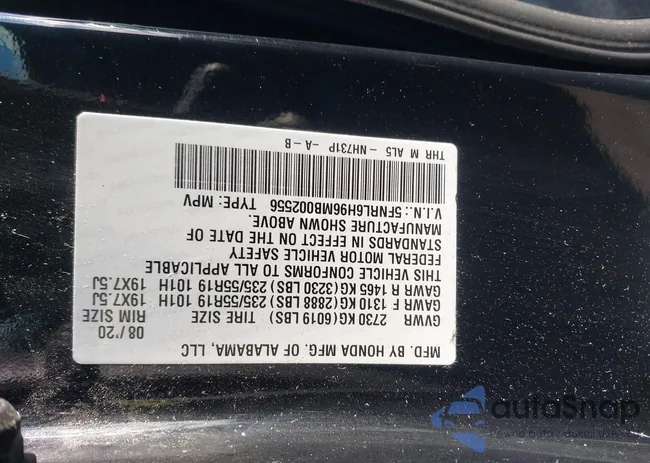 MFD. BY HONDA MFG. OF ALABAMA, LLC 08/'20
GVWR 2730 KG(6019 LBS) TIRE SIZE RIM SIZE
GAWR F 1310 KG(2888 LBS) 235/55R19 101H 19X7.5J
GAWR R 1465 KG(3230 LBS) 235/55R19 101H 19X7.5J
THIS VEHICLE CONFORMS TO ALL APPLICABLE
FEDERAL MOTOR VEHICLE SAFETY
STANDARDS IN EFFECT ON THE DATE OF
MANUFACTURE SHOWN ABOVE.
V.I.N.: 5FNRL6H96MB002556 TYPE: MPV
THR M AL5 -NH731P -A-B
autoSnap